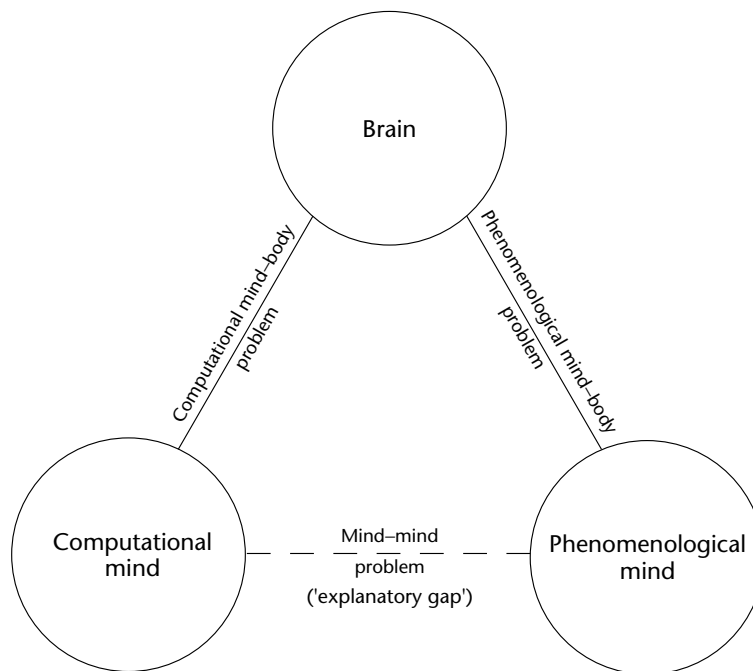 Brain
Computational mind–body
problem
Phenomenological mind–body
problem
Computational
mind
Mind–mind
problem
('explanatory gap')
Phenomenological
mind